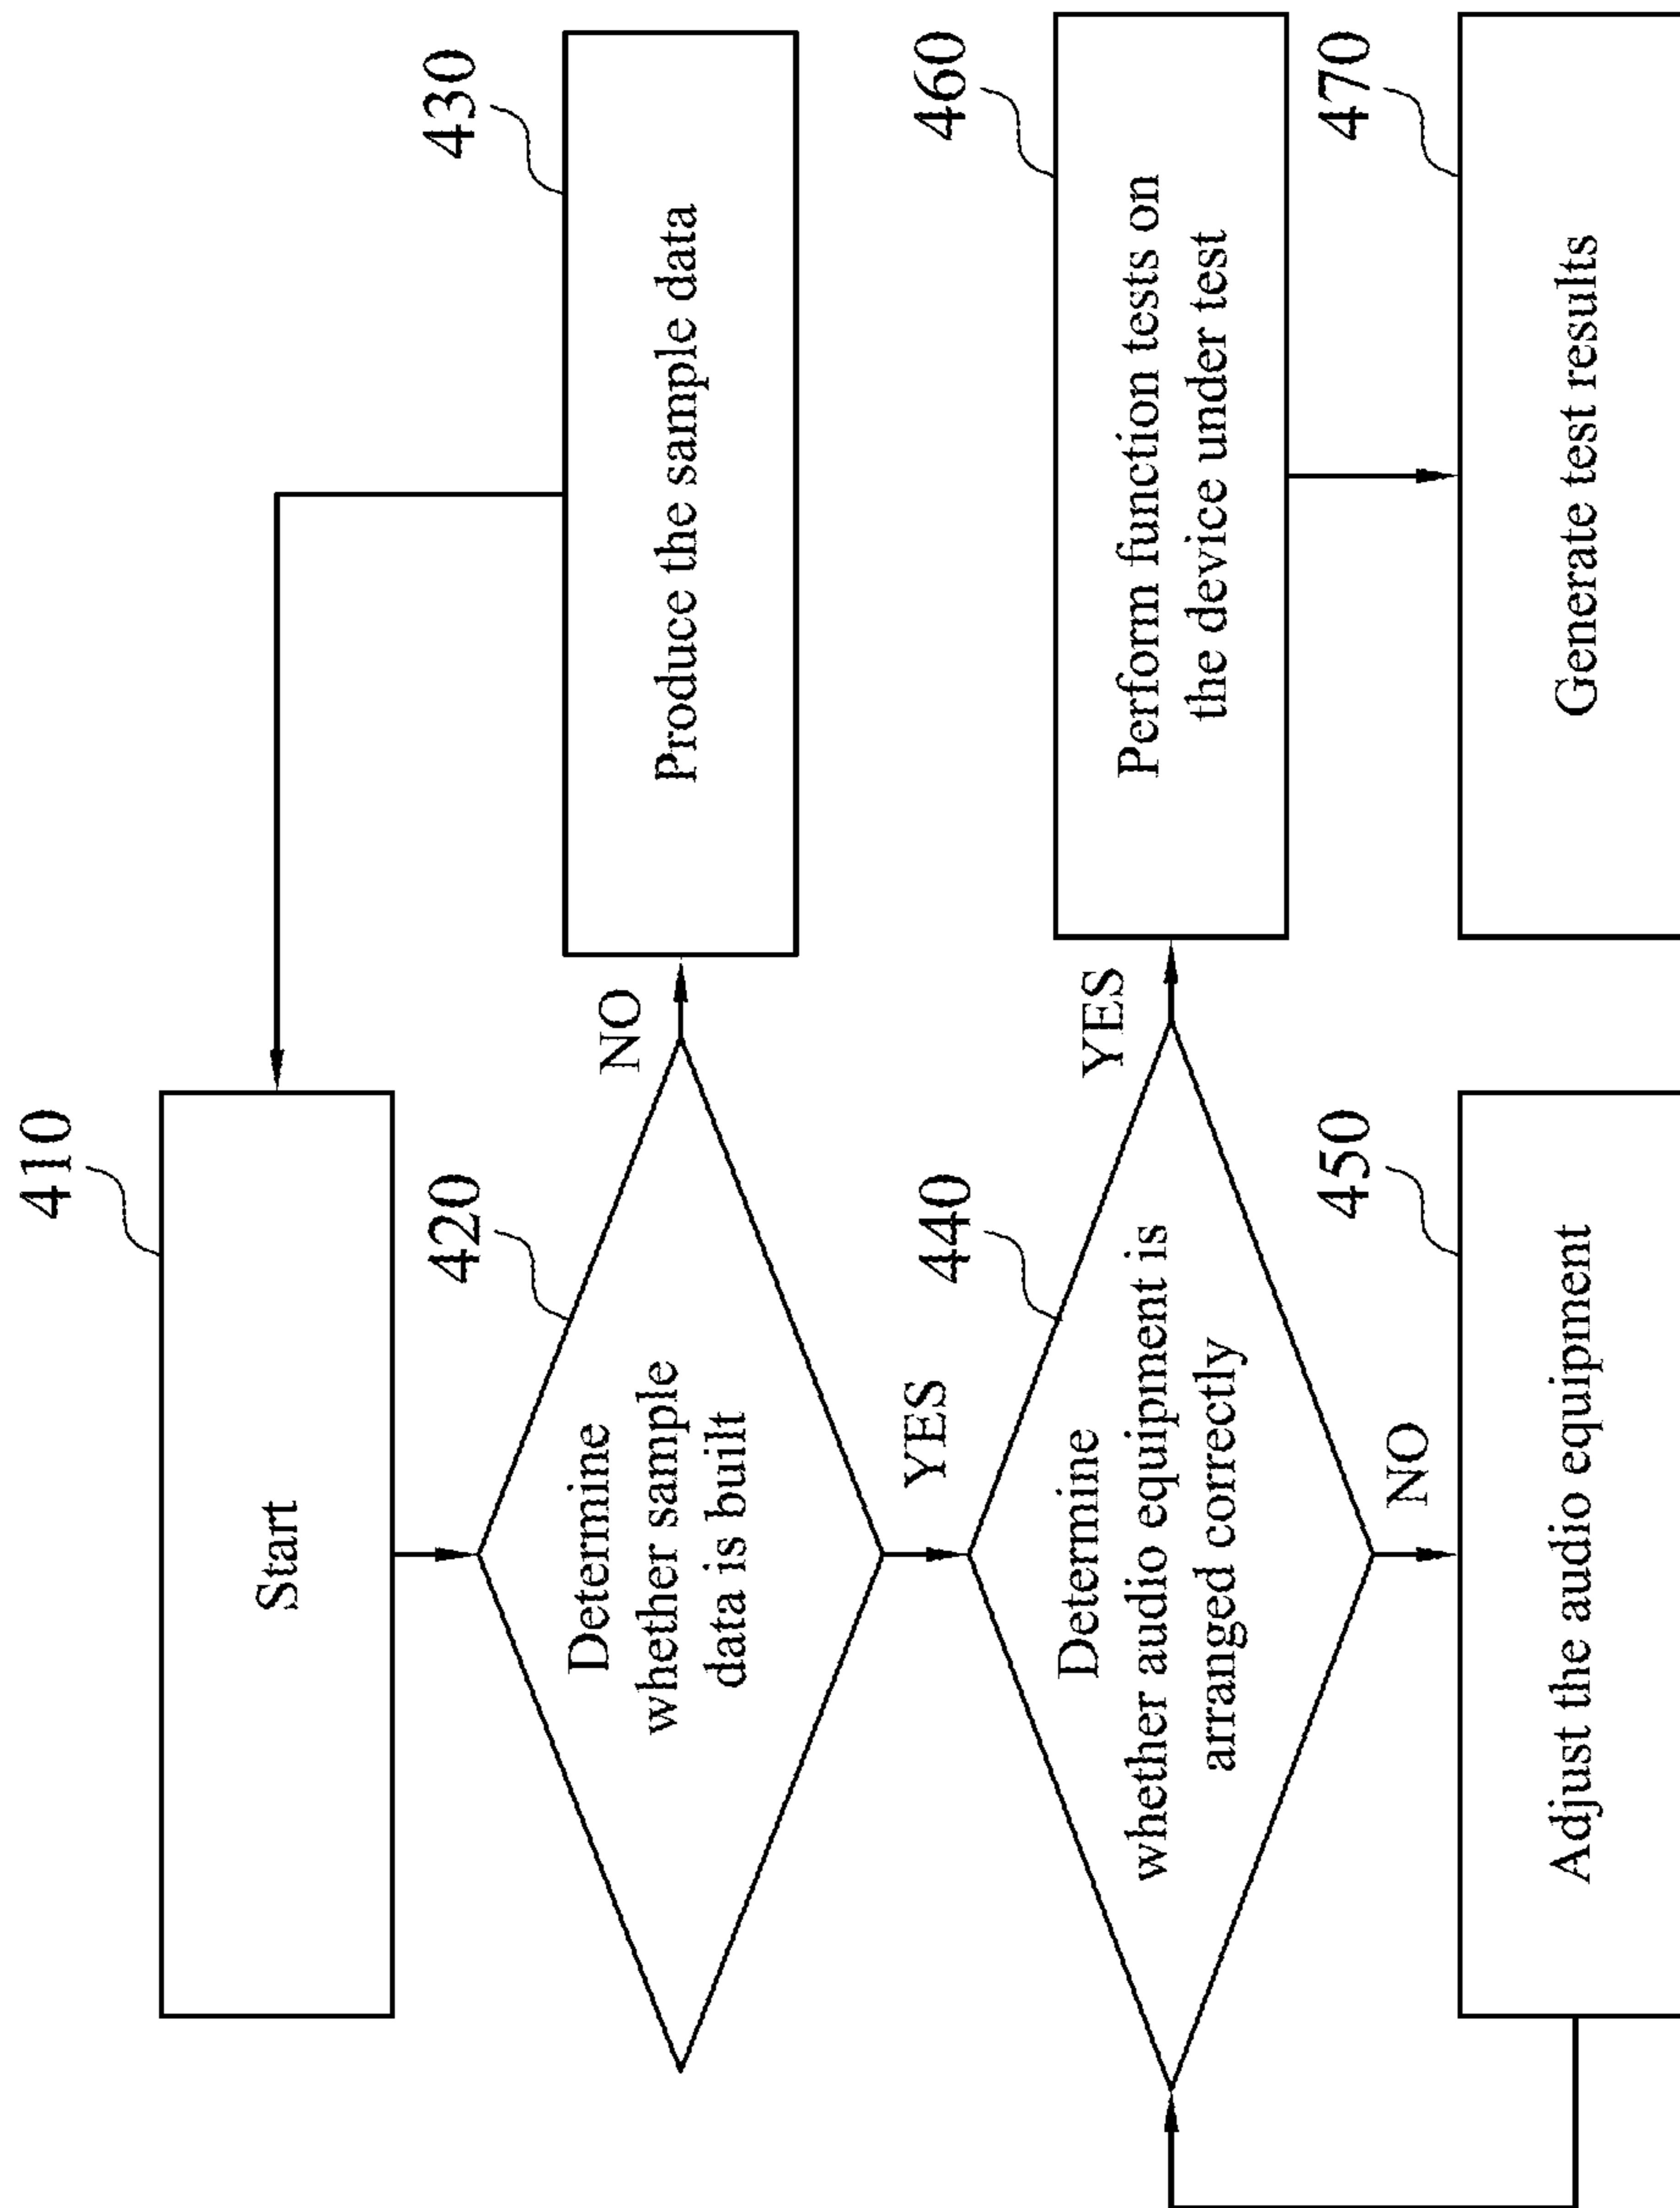 410
Start
420
Determine
whether sample
data is built
NO
430
Produce the sample data
YES
440
Determine
whether audio equipment is
arranged correctly
YES
460
Perform function tests on
the device under test
NO
450
Adjust the audio equipment
470
Generate test results